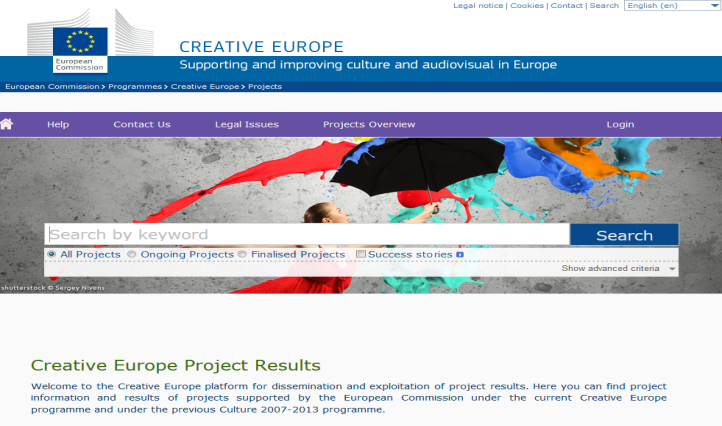 Legal notice | Cookies | Contact | Search English (en)
European
Commission
CREATIVE EUROPE
Supporting and improving culture and audiovisual in Europe
European Commission > Programmes > Creative Europe > Projects
Help Contact Us Legal Issues Projects Overview Login
Search by keyword Search
All Projects Ongoing Projects Finalised Projects Success stories
Show advanced criteria
shutterstock © Sergey Nivens
Creative Europe Project Results
Welcome to the Creative Europe platform for dissemination and exploitation of project results. Here you can find project
information and results of projects supported by the European Commission under the current Creative Europe
programme and under the previous Culture 2007-2013 programme.